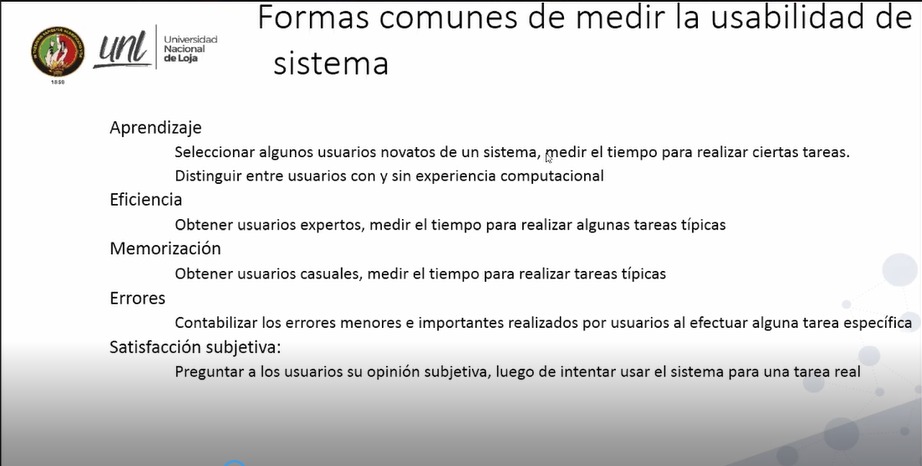 Formas comunes de medir la usabilidad de
sistema
unl
Universidad
Nacional
de Loja
1859
Aprendizaje
Seleccionar algunos usuarios novatos de un sistema, medir el tiempo para realizar ciertas tareas.
Distinguir entre usuarios con y sin experiencia computacional
Eficiencia
Obtener usuarios expertos, medir el tiempo para realizar algunas tareas típicas
Memorización
Obtener usuarios casuales, medir el tiempo para realizar tareas típicas
Errores
Contabilizar los errores menores e importantes realizados por usuarios al efectuar alguna tarea específica
Satisfacción subjetiva:
Preguntar a los usuarios su opinión subjetiva, luego de intentar usar el sistema para una tarea real